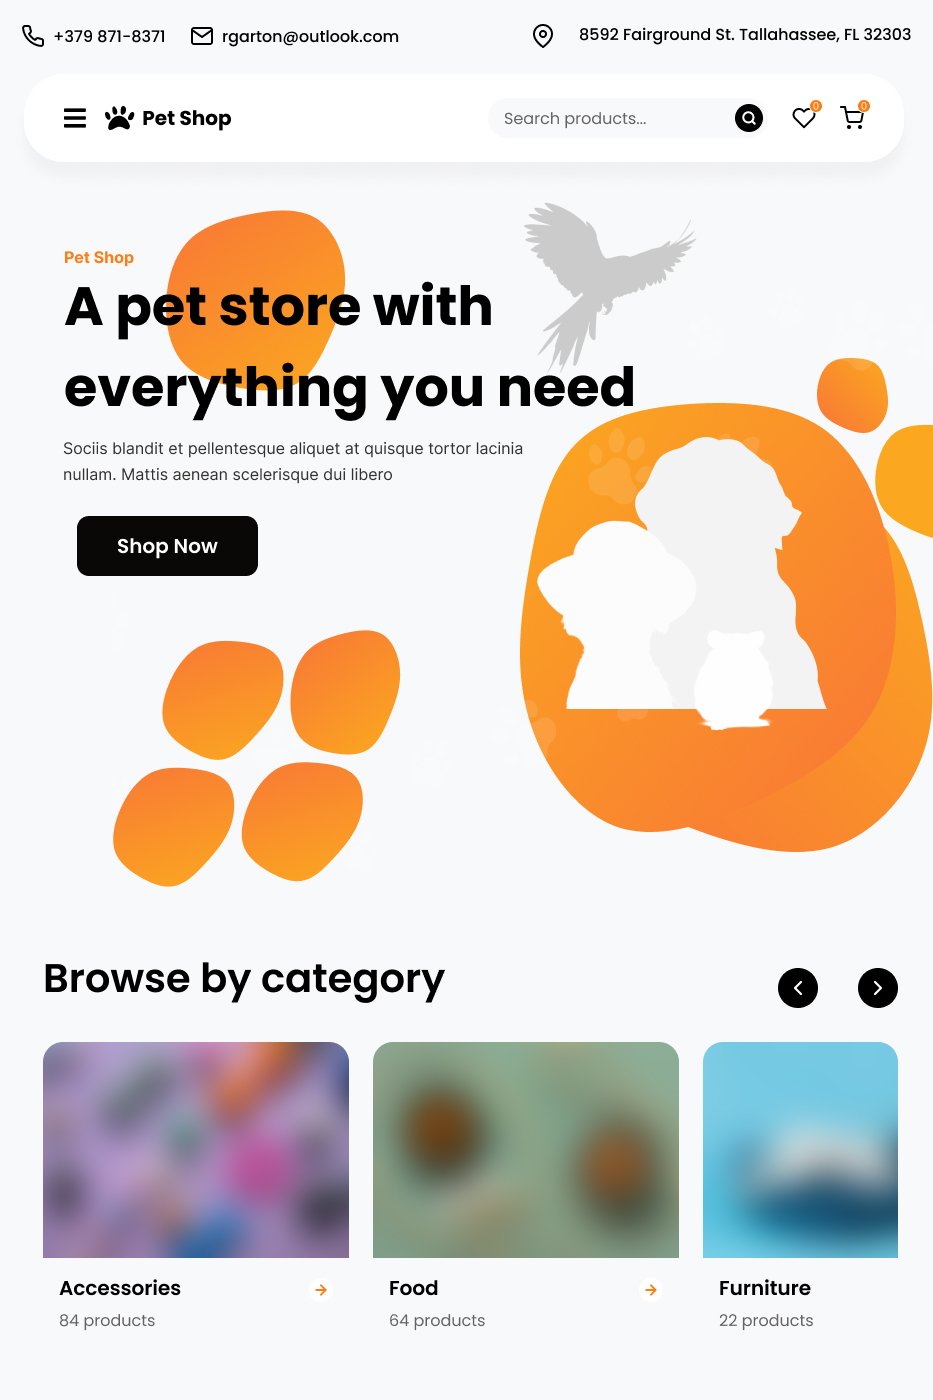 +379 871-8371
rgarton@outlook.com
8592 Fairground St. Tallahassee, FL 32303
Pet Shop
Search products...
0
0
Pet Shop
A pet store with
everything you need
Sociis blandit et pellentesque aliquet at quisque tortor lacinia
nullam. Mattis aenean scelerisque dui libero
Shop Now
Browse by category
Accessories
84 products
Food
64 products
Furniture
22 products